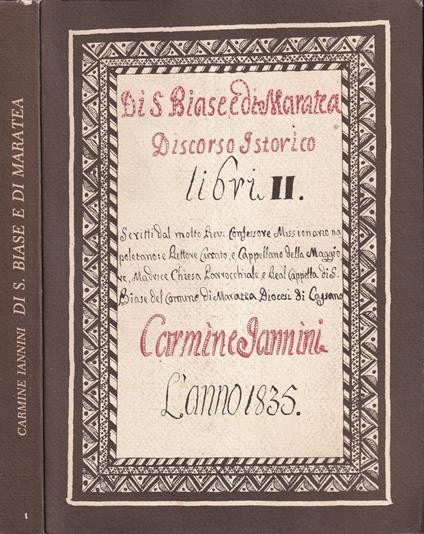 CARMINE IANNINI DI S. BIASE E DI MARATEA
Di S. Biase e di Maratea
Discorso Istorico
libri II.
Scritti dal molto Rev: Confessore Missionario na
poletano e Rettore Curato, e Cappellano della Maggio
re, Madrice Chiesa Parrocchiale, e Real Cappella di S:
Biase del Comune di Maratea Diocesi di Cassano
Carmine Iannini
L'anno 1835.